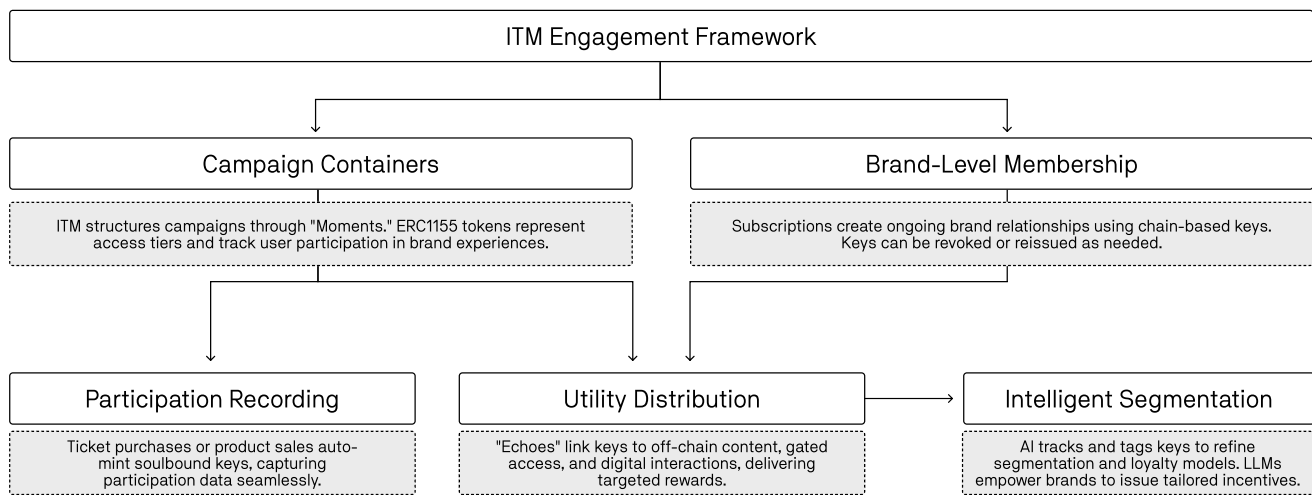 ITM Engagement Framework
Campaign Containers
ITM structures campaigns through "Moments." ERC1155 tokens represent
access tiers and track user participation in brand experiences.
Brand-Level Membership
Subscriptions create ongoing brand relationships using chain-based keys.
Keys can be revoked or reissued as needed.
Participation Recording
Ticket purchases or product sales auto-
mint soulbound keys, capturing
participation data seamlessly.
Utility Distribution
"Echoes" link keys to off-chain content, gated
access, and digital interactions, delivering
targeted rewards.
Intelligent Segmentation
AI tracks and tags keys to refine
segmentation and loyalty models. LLMs
empower brands to issue tailored incentives.